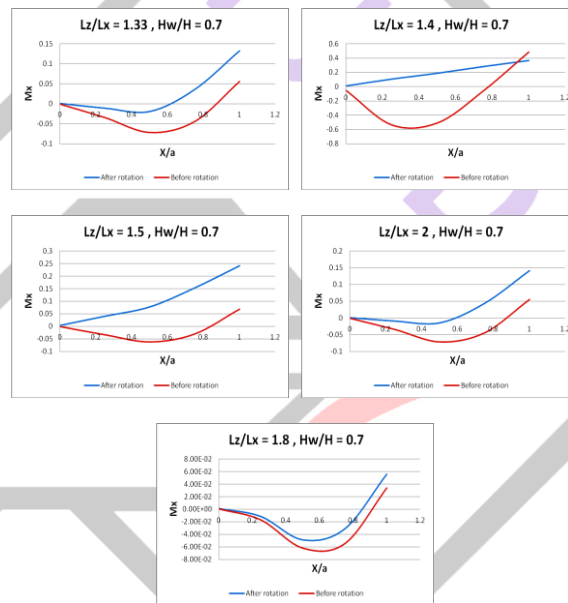 Lz/Lx = 1.33 , Hw/H = 0.7
0.15
0.1
0.05
0
-0.05
-0.1
Mx
0 0.2 0.4 0.6 0.8 1 1.2
X/a
After rotation Before rotation
Lz/Lx = 1.4 , Hw/H = 0.7
0.6
0.4
0.2
0
-0.2
-0.4
-0.6
-0.8
Mx
0 0.2 0.4 0.6 0.8 1 1.2
X/a
After rotation Before rotation
Lz/Lx = 1.5 , Hw/H = 0.7
0.3
0.25
0.2
0.15
0.1
0.05
0
-0.05
-0.1
Mx
0 0.2 0.4 0.6 0.8 1 1.2
X/a
After rotation Before rotation
Lz/Lx = 2 , Hw/H = 0.7
0.2
0.15
0.1
0.05
0
-0.05
-0.1
Mx
0 0.2 0.4 0.6 0.8 1 1.2
X/a
After rotation Before rotation
Lz/Lx = 1.8 , Hw/H = 0.7
8.00E-02
6.00E-02
4.00E-02
2.00E-02
0.00E+00
-2.00E-02
-4.00E-02
-6.00E-02
-8.00E-02
Mx
0 0.2 0.4 0.6 0.8 1 1.2
X/a
After rotation Before rotation